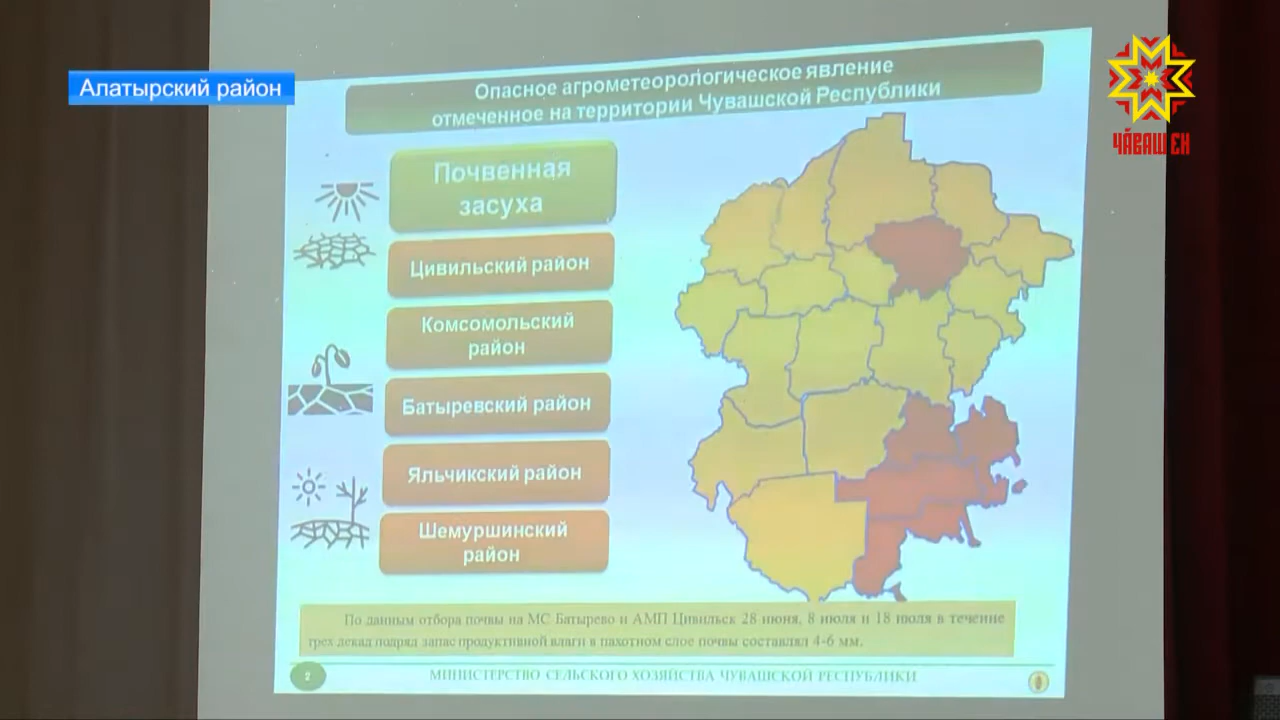 Алатырский район
ЧӐВАШ ЕН
Опасное агрометеорологическое явление
отмеченное на территории Чувашской Республики
Почвенная
засуха
Цивильский район
Комсомольский
район
Батыревский район
Яльчикский район
Шемуршинский
район
По данным отбора почвы на МС Батырево и АМП Цивильск 28 июня, 8 июля и 18 июля в течение
трех декад подряд запас продуктивной влаги в пахотном слое почвы составлял 4-6 мм.
2
МИНИСТЕРСТВО СЕЛЬСКОГО ХОЗЯЙСТВА ЧУВАШСКОЙ РЕСПУБЛИКИ